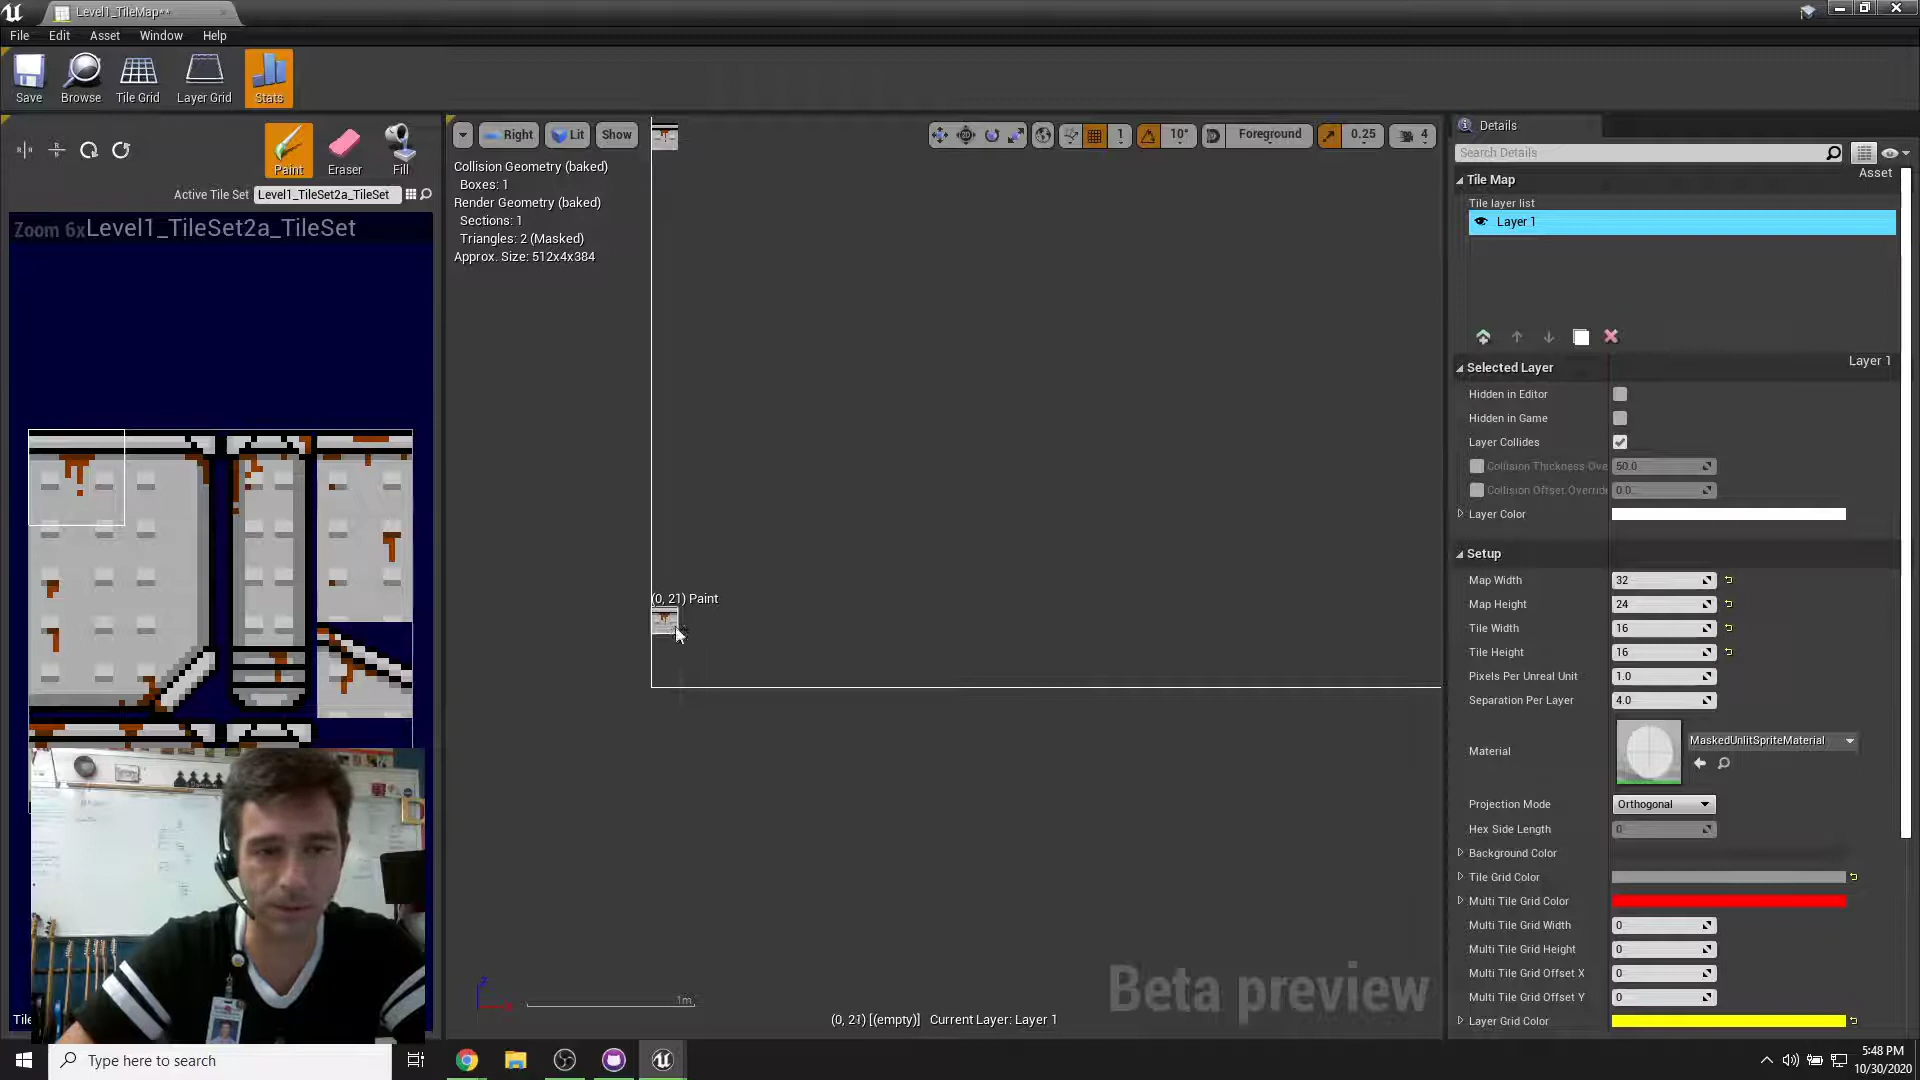 Level1_TileMap**
File Edit Asset Window Help
Save Browse Tile Grid Layer Grid Stats
Paint Eraser Fill
Active Tile Set Level1_TileSet2a_TileSet
Zoom 6x Level1_TileSet2a_TileSet
Right Lit Show
1 10° Foreground 0.25 4
Collision Geometry (baked)
Boxes: 1
Render Geometry (baked)
Sections: 1
Triangles: 2 (Masked)
Approx. Size: 512x4x384
(0, 21) Paint
Z
X
1m
Beta preview
(0, 21) [(empty)] Current Layer: Layer 1
Details
Search Details
Asset
Tile Map
Tile layer list
Layer 1
Layer 1
Selected Layer
Hidden in Editor
Hidden in Game
Layer Collides
Collision Thickness Ove 50.0
Collision Offset Override 0.0
Layer Color
Setup
Map Width 32
Map Height 24
Tile Width 16
Tile Height 16
Pixels Per Unreal Unit 1.0
Separation Per Layer 4.0
Material MaskedUnlitSpriteMaterial
Projection Mode Orthogonal
Hex Side Length 0
Background Color
Tile Grid Color
Multi Tile Grid Color
Multi Tile Grid Width 0
Multi Tile Grid Height 0
Multi Tile Grid Offset X 0
Multi Tile Grid Offset Y 0
Layer Grid Color
Tile
Type here to search
5:48 PM
10/30/2020